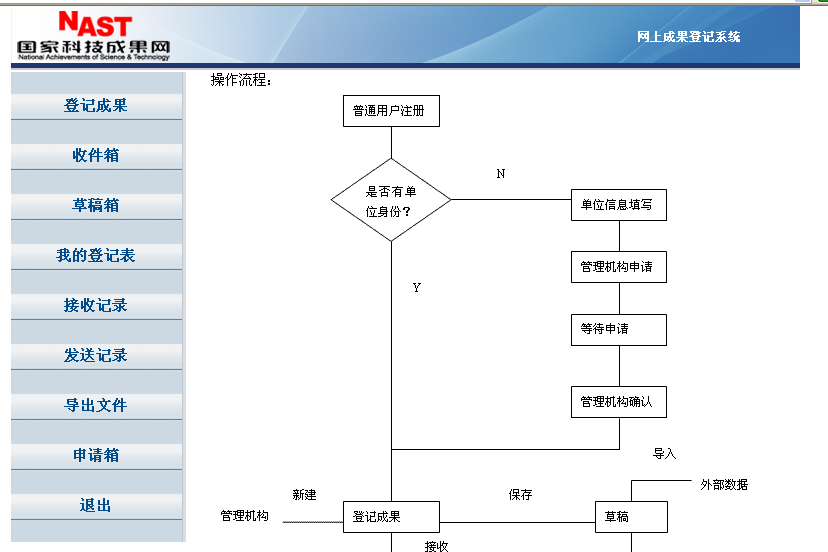 NAST
国家科技成果网
National Achievements of Science & Technology
网上成果登记系统
登记成果
收件箱
草稿箱
我的登记表
接收记录
发送记录
导出文件
申请箱
退出
操作流程：
普通用户注册
是否有单
位身份？
N
单位信息填写
管理机构申请
Y
等待申请
管理机构确认
导入
外部数据
新建
保存
管理机构
登记成果
草稿
接收